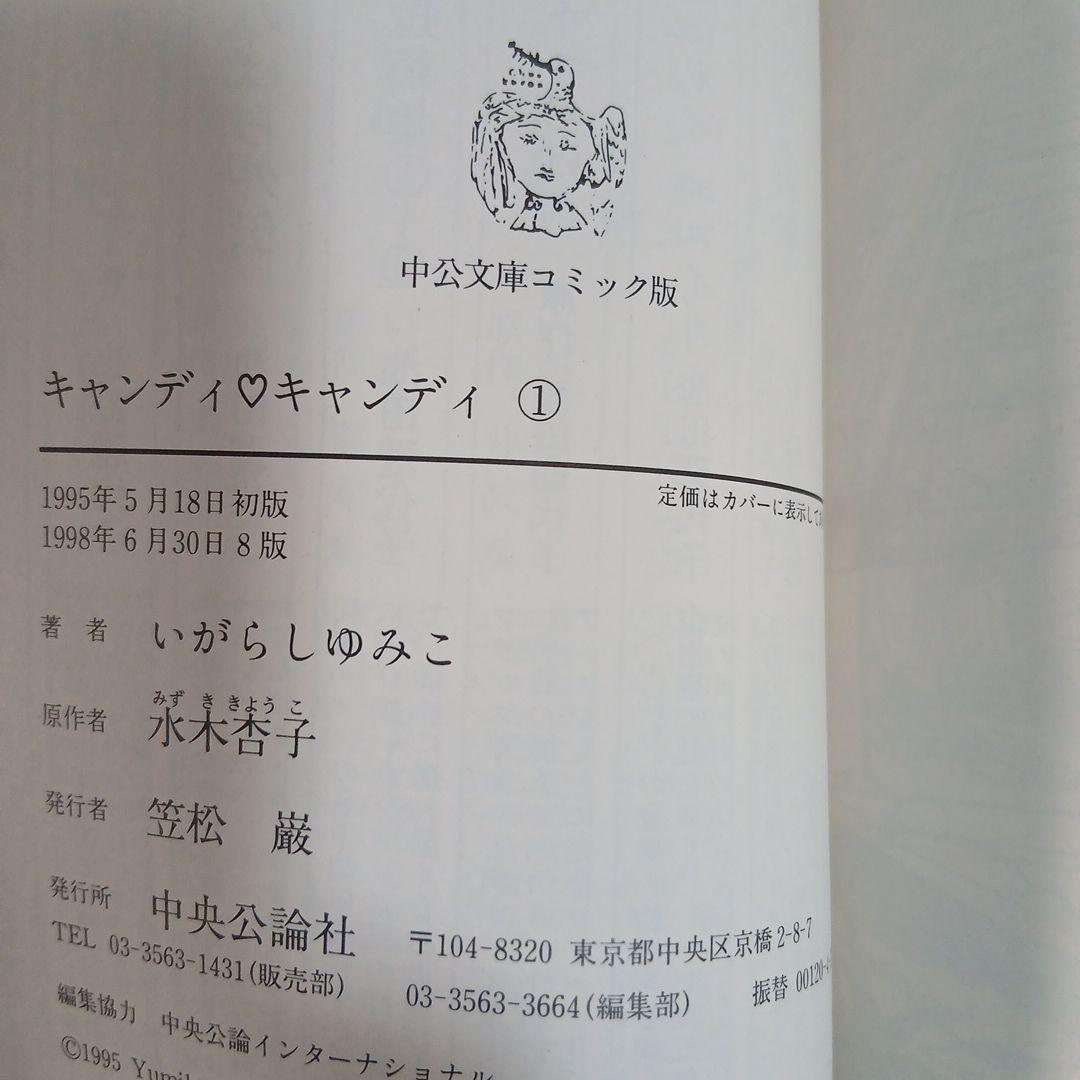 中公文庫コミック版
キャンディ♡キャンディ ①
1995年5月18日初版
定価はカバーに表示して
1998年6月30日8版
著者 いがらしゆみこ
みず き きよう こ
原作者 水木杏子
発行者 笠松 巌
発行所 中央公論社 〒104-8320 東京都中央区京橋2-8-7
TEL 03-3563-1431(販売部) 03-3563-3664(編集部) 振替 00120-
編集協力 中央公論インターナショナル
©1995